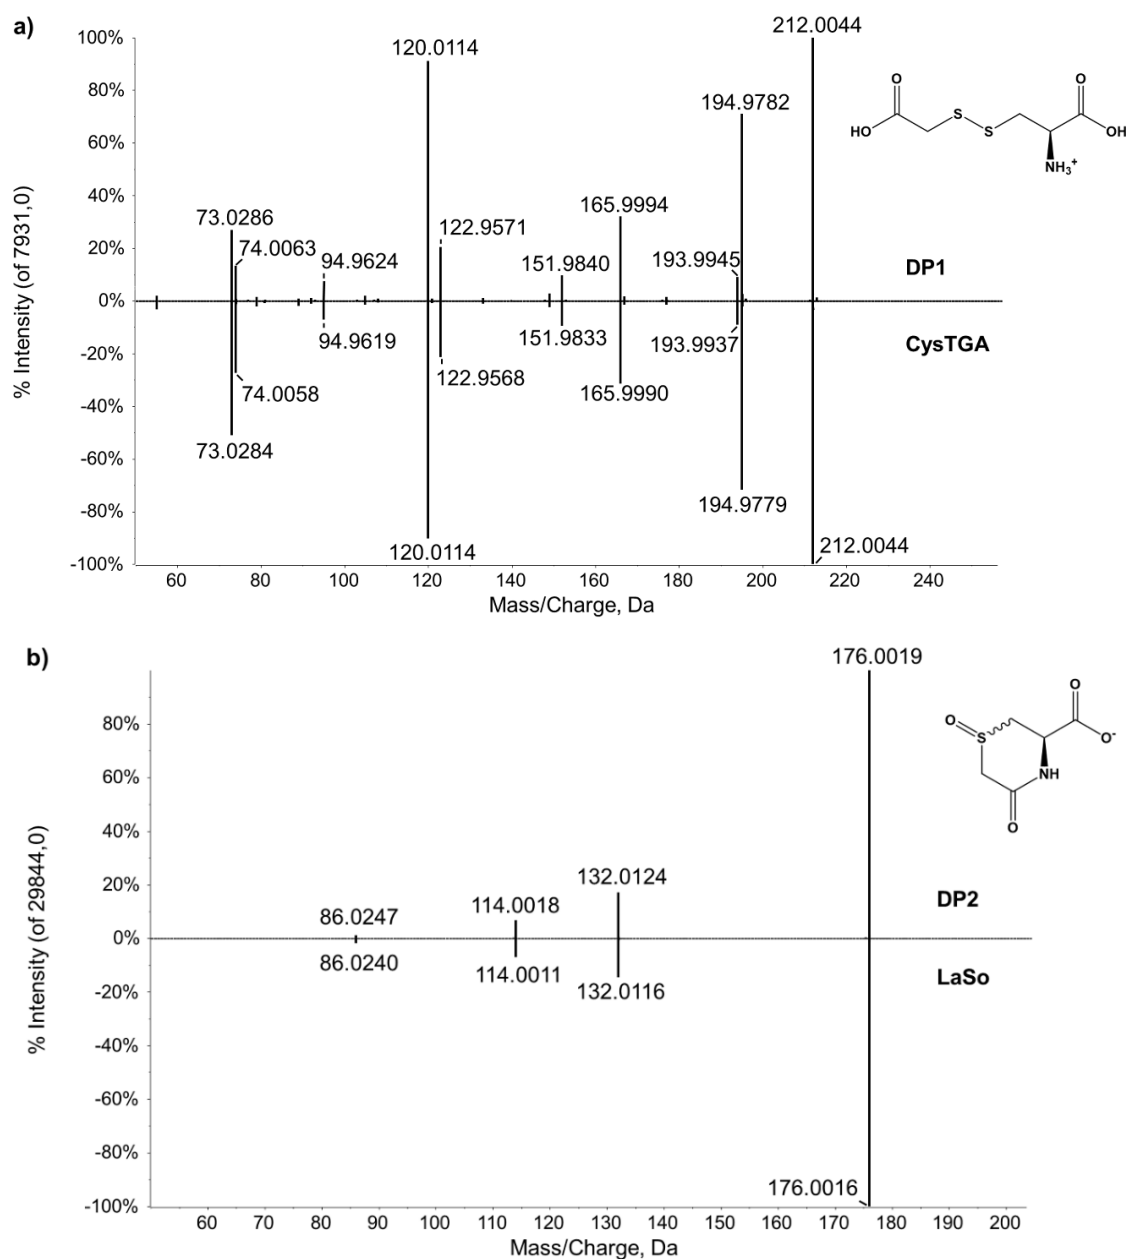 a)
% Intensity (of 7931,0)
100%
80%
60%
40%
20%
0%
-20%
-40%
-60%
-80%
-100%
212.0044
120.0114
194.9782
73.0286
74.0063
94.9624
122.9571
151.9840
165.9994
193.9945
DP1
CysTGA
94.9619
74.0058
73.0284
122.9568
151.9833
165.9990
193.9937
194.9779
120.0114
212.0044
O
HO
S
S
O
OH
NH3+
60 80 100 120 140 160 180 200 220 240
Mass/Charge, Da
b)
% Intensity (of 29844,0)
80%
60%
40%
20%
0%
-20%
-40%
-60%
-80%
-100%
176.0019
132.0124
114.0018
86.0247
DP2
LaSo
86.0240
114.0011
132.0116
176.0016
O
O
S
O-
NH
O
60 70 80 90 100 110 120 130 140 150 160 170 180 190 200
Mass/Charge, Da